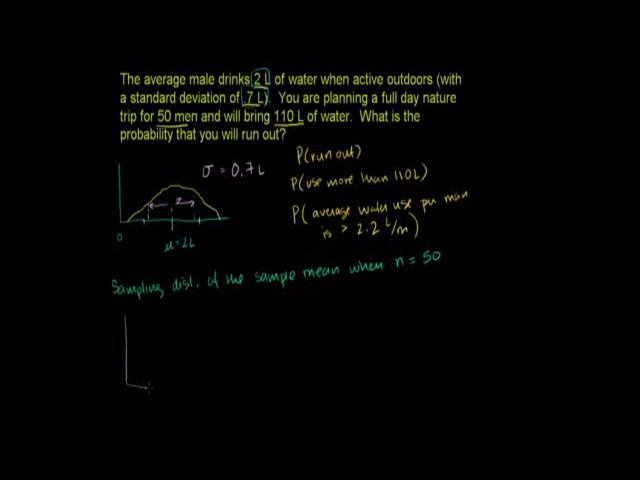 The average male drinks 2 L of water when active outdoors (with
a standard deviation of .7 L). You are planning a full day nature
trip for 50 men and will bring 110 L of water. What is the
probability that you will run out?
σ = 0.7 L
P(run out)
P(use more than 110L)
P(average water use per man
is > 2.2 L/m)
0
μ=2L
Sampling dist. of the sample mean when n = 50